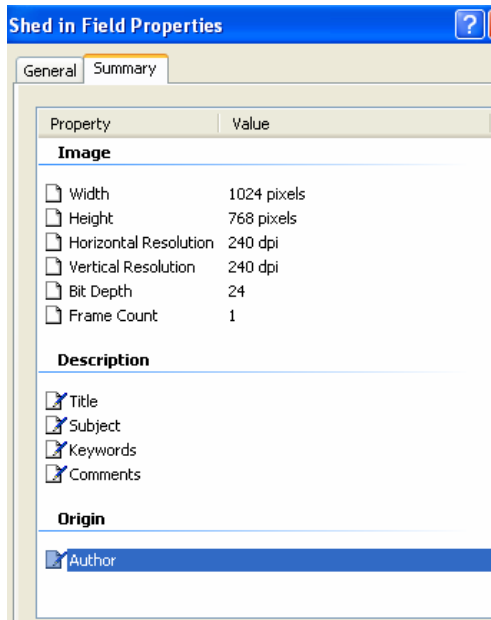 Shed in Field Properties ?
General Summary
Property Value
Image
Width 1024 pixels
Height 768 pixels
Horizontal Resolution 240 dpi
Vertical Resolution 240 dpi
Bit Depth 24
Frame Count 1
Description
Title
Subject
Keywords
Comments
Origin
Author